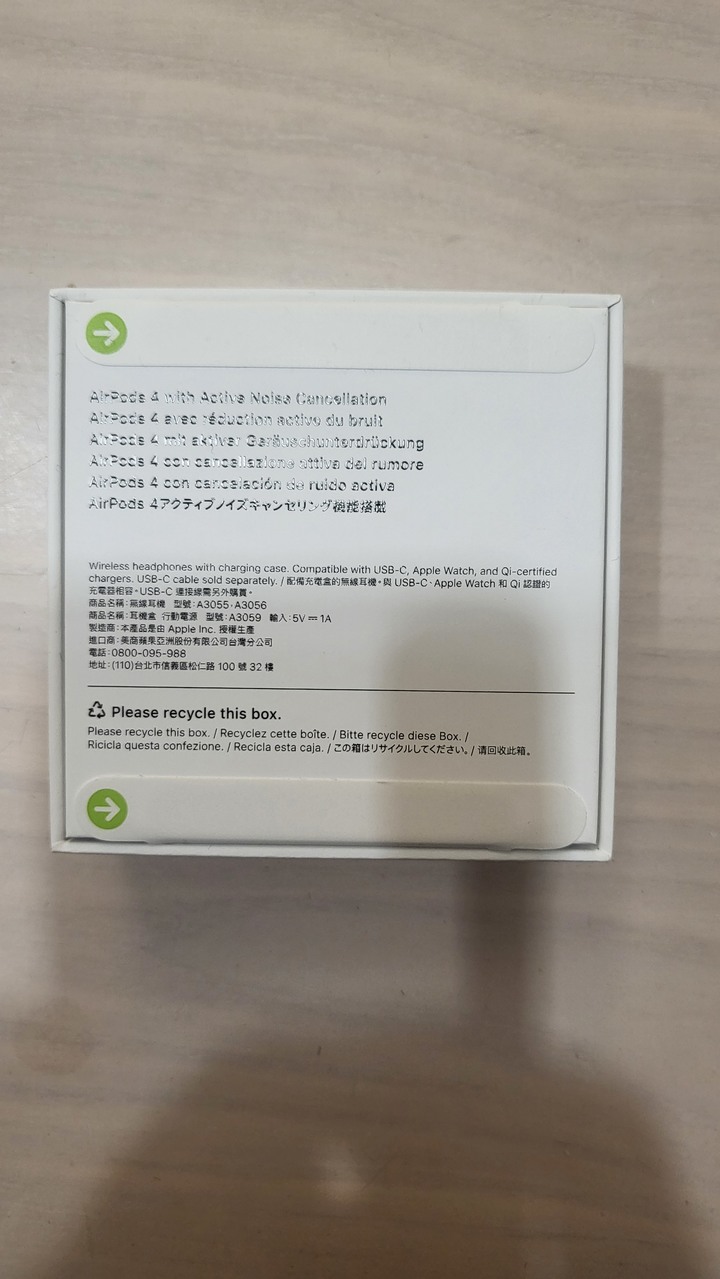 AirPods 4 with Active Noise Cancellation
AirPods 4 avec réduction active du bruit
AirPods 4 mit aktiver Geräuschunterdrückung
AirPods 4 con cancellazione attiva del rumore
AirPods 4 con cancelación de ruido activa
AirPods 4アクティブノイズキャンセリング機能搭載
Wireless headphones with charging case. Compatible with USB-C, Apple Watch, and Qi-certified
chargers. USB-C cable sold separately. / 配備充電盒的無線耳機。與 USB-C、Apple Watch 和 Qi 認證的
充電器相容。USB-C 連接線需另外購買。
商品名稱：無線耳機 型號：A3055、A3056
商品名稱：耳機盒 行動電源 型號：A3059 輸入：5V⎓1A
製造商：本產品是由 Apple Inc. 授權生產
進口商：美商蘋果亞洲股份有限公司台灣分公司
電話：0800-095-988
地址：(110)台北市信義區松仁路 100 號 32 樓
Please recycle this box.
Please recycle this box. / Recyclez cette boîte. / Bitte recycle diese Box. /
Ricicla questa confezione. / Recicla esta caja. / この箱はリサイクルしてください。/ 请回收此箱。